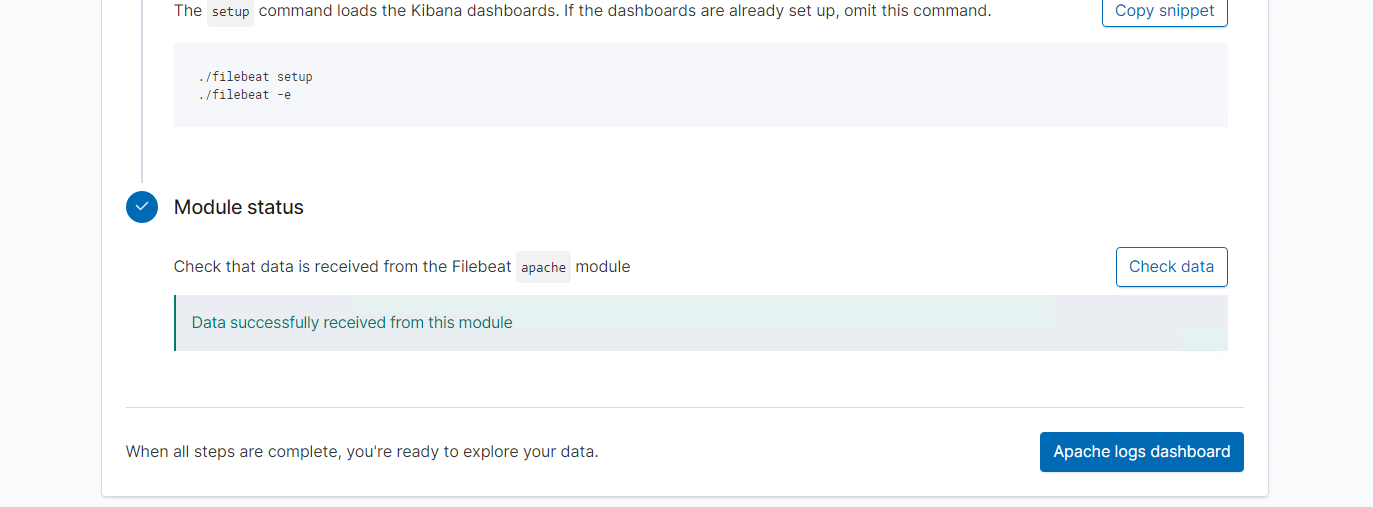 The setup command loads the Kibana dashboards. If the dashboards are already set up, omit this command.
Copy snippet
./filebeat setup
./filebeat -e
Module status
Check that data is received from the Filebeat apache module
Check data
Data successfully received from this module
When all steps are complete, you're ready to explore your data.
Apache logs dashboard